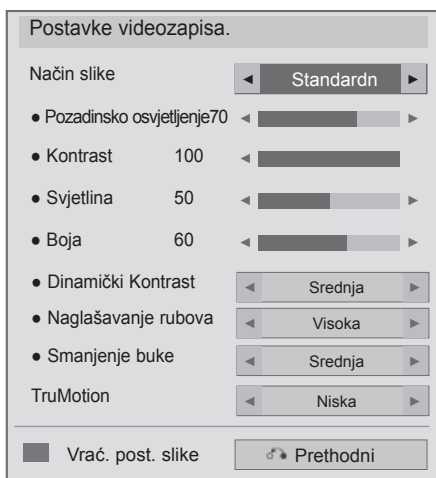 Postavke videozapisa.
Način slike ◄ Standardn ►
● Pozadinsko osvjetljenje70 ◄ ►
● Kontrast 100 ◄
● Svjetlina 50 ◄ ►
● Boja 60 ◄ ►
● Dinamički Kontrast ◄ Srednja ►
● Naglašavanje rubova ◄ Visoka ►
● Smanjenje buke ◄ Srednja ►
TruMotion ◄ Niska ►
Vrać. post. slike Prethodni